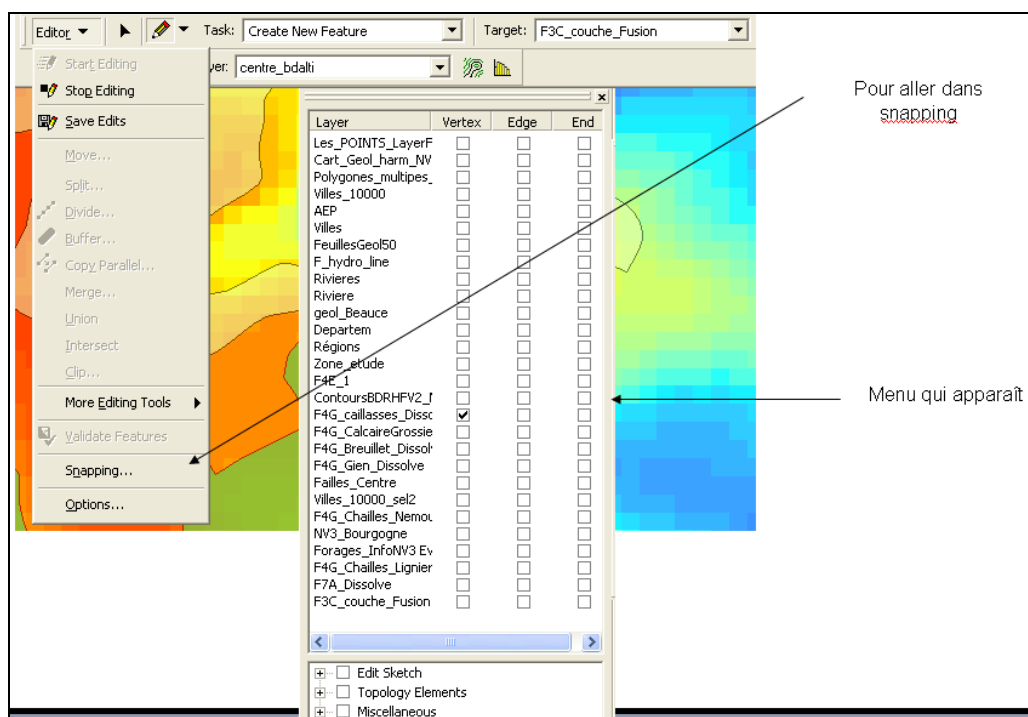 Editor Task: Create New Feature Target: F3C_couche_Fusion
Start Editing
yer: centre_bdalti
Stop Editing
Save Edits
Move...
Split...
Divide...
Buffer...
Copy Parallel...
Merge...
Union
Intersect
Clip...
More Editing Tools
Validate Features
Snapping...
Options...
Layer Vertex Edge End
Les_POINTS_LayerF
Cart_Geol_harm_NV
Polygones_multipes_
Villes_10000
AEP
Villes
FeuillesGeol50
F_hydro_line
Rivieres
Riviere
geol_Beauce
Departem
Régions
Zone_etude
F4E_1
ContoursBDRHFV2_
F4G_caillasses_Disso
F4G_CalcaireGrossie
F4G_Breuillet_Dissol
F4G_Gien_Dissolve
Failles_Centre
Villes_10000_sel2
F4G_Chailles_Nemou
NV3_Bourgogne
Forages_InfoNV3 Ev
F4G_Chailles_Lignier
F7A_Dissolve
F3C_couche_Fusion
Edit Sketch
Topology Elements
Miscellaneous
Pour aller dans
snapping
Menu qui apparaît